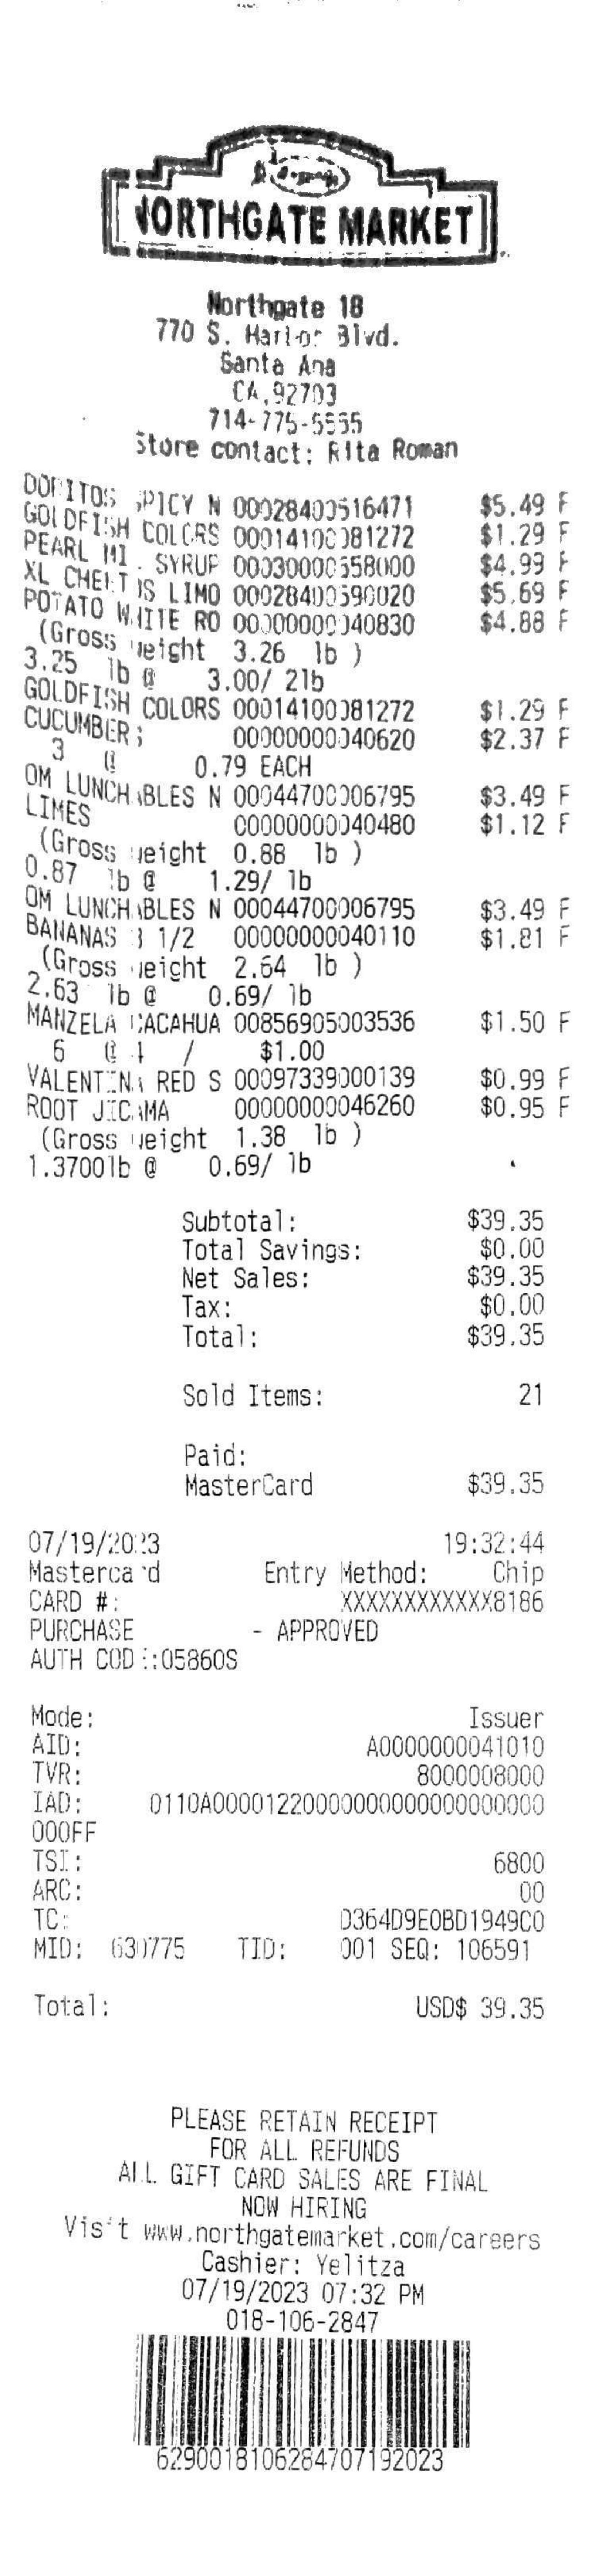 NORTHGATE MARKET
Northgate 18
770 S. Harbor Blvd.
Santa Ana
CA,92703
714-775-5555
Store contact: Rita Roman
DORITOS SPICY N 00028400516471 $5.49 F
GOLDFISH COLORS 00014100081272 $1.29 F
PEARL MI SYRUP 00030000558000 $4.99 F
XL CHEETOS LIMO 00028400590020 $5.69 F
POTATO WHITE RO 00000000040830 $4.88 F
(Gross weight 3.26 lb )
3.25 lb @ 3.00/ 2lb
GOLDFISH COLORS 00014100081272 $1.29 F
CUCUMBERS 00000000040620 $2.37 F
3 @ 0.79 EACH
OM LUNCHABLES N 00044700006795 $3.49 F
LIMES 00000000040480 $1.12 F
(Gross weight 0.88 lb )
0.87 lb @ 1.29/ lb
OM LUNCHABLES N 00044700006795 $3.49 F
BANANAS 3 1/2 00000000040110 $1.81 F
(Gross weight 2.64 lb )
2.63 lb @ 0.69/ lb
MANZELA CACAHUA 00856905003536 $1.50 F
6 @ 4 / $1.00
VALENTINA RED S 00097339000139 $0.99 F
ROOT JICAMA 00000000046260 $0.95 F
(Gross weight 1.38 lb )
1.3700lb @ 0.69/ lb
Subtotal: $39.35
Total Savings: $0.00
Net Sales: $39.35
Tax: $0.00
Total: $39.35
Sold Items: 21
Paid:
MasterCard $39.35
07/19/2023 19:32:44
Mastercard Entry Method: Chip
CARD #: XXXXXXXXXXXX8186
PURCHASE - APPROVED
AUTH CODE:05860S
Mode: Issuer
AID: A0000000041010
TVR: 8000008000
IAD: 0110A00001220000000000000000000
000FF
TSI: 6800
ARC: 00
TC: D364D9E0BD1949C0
MID: 630775 TID: 001 SEQ: 106591
Total: USD$ 39.35
PLEASE RETAIN RECEIPT
FOR ALL REFUNDS
ALL GIFT CARD SALES ARE FINAL
NOW HIRING
Visit www.northgatemarket.com/careers
Cashier: Yelitza
07/19/2023 07:32 PM
018-106-2847
6290018106284707192023